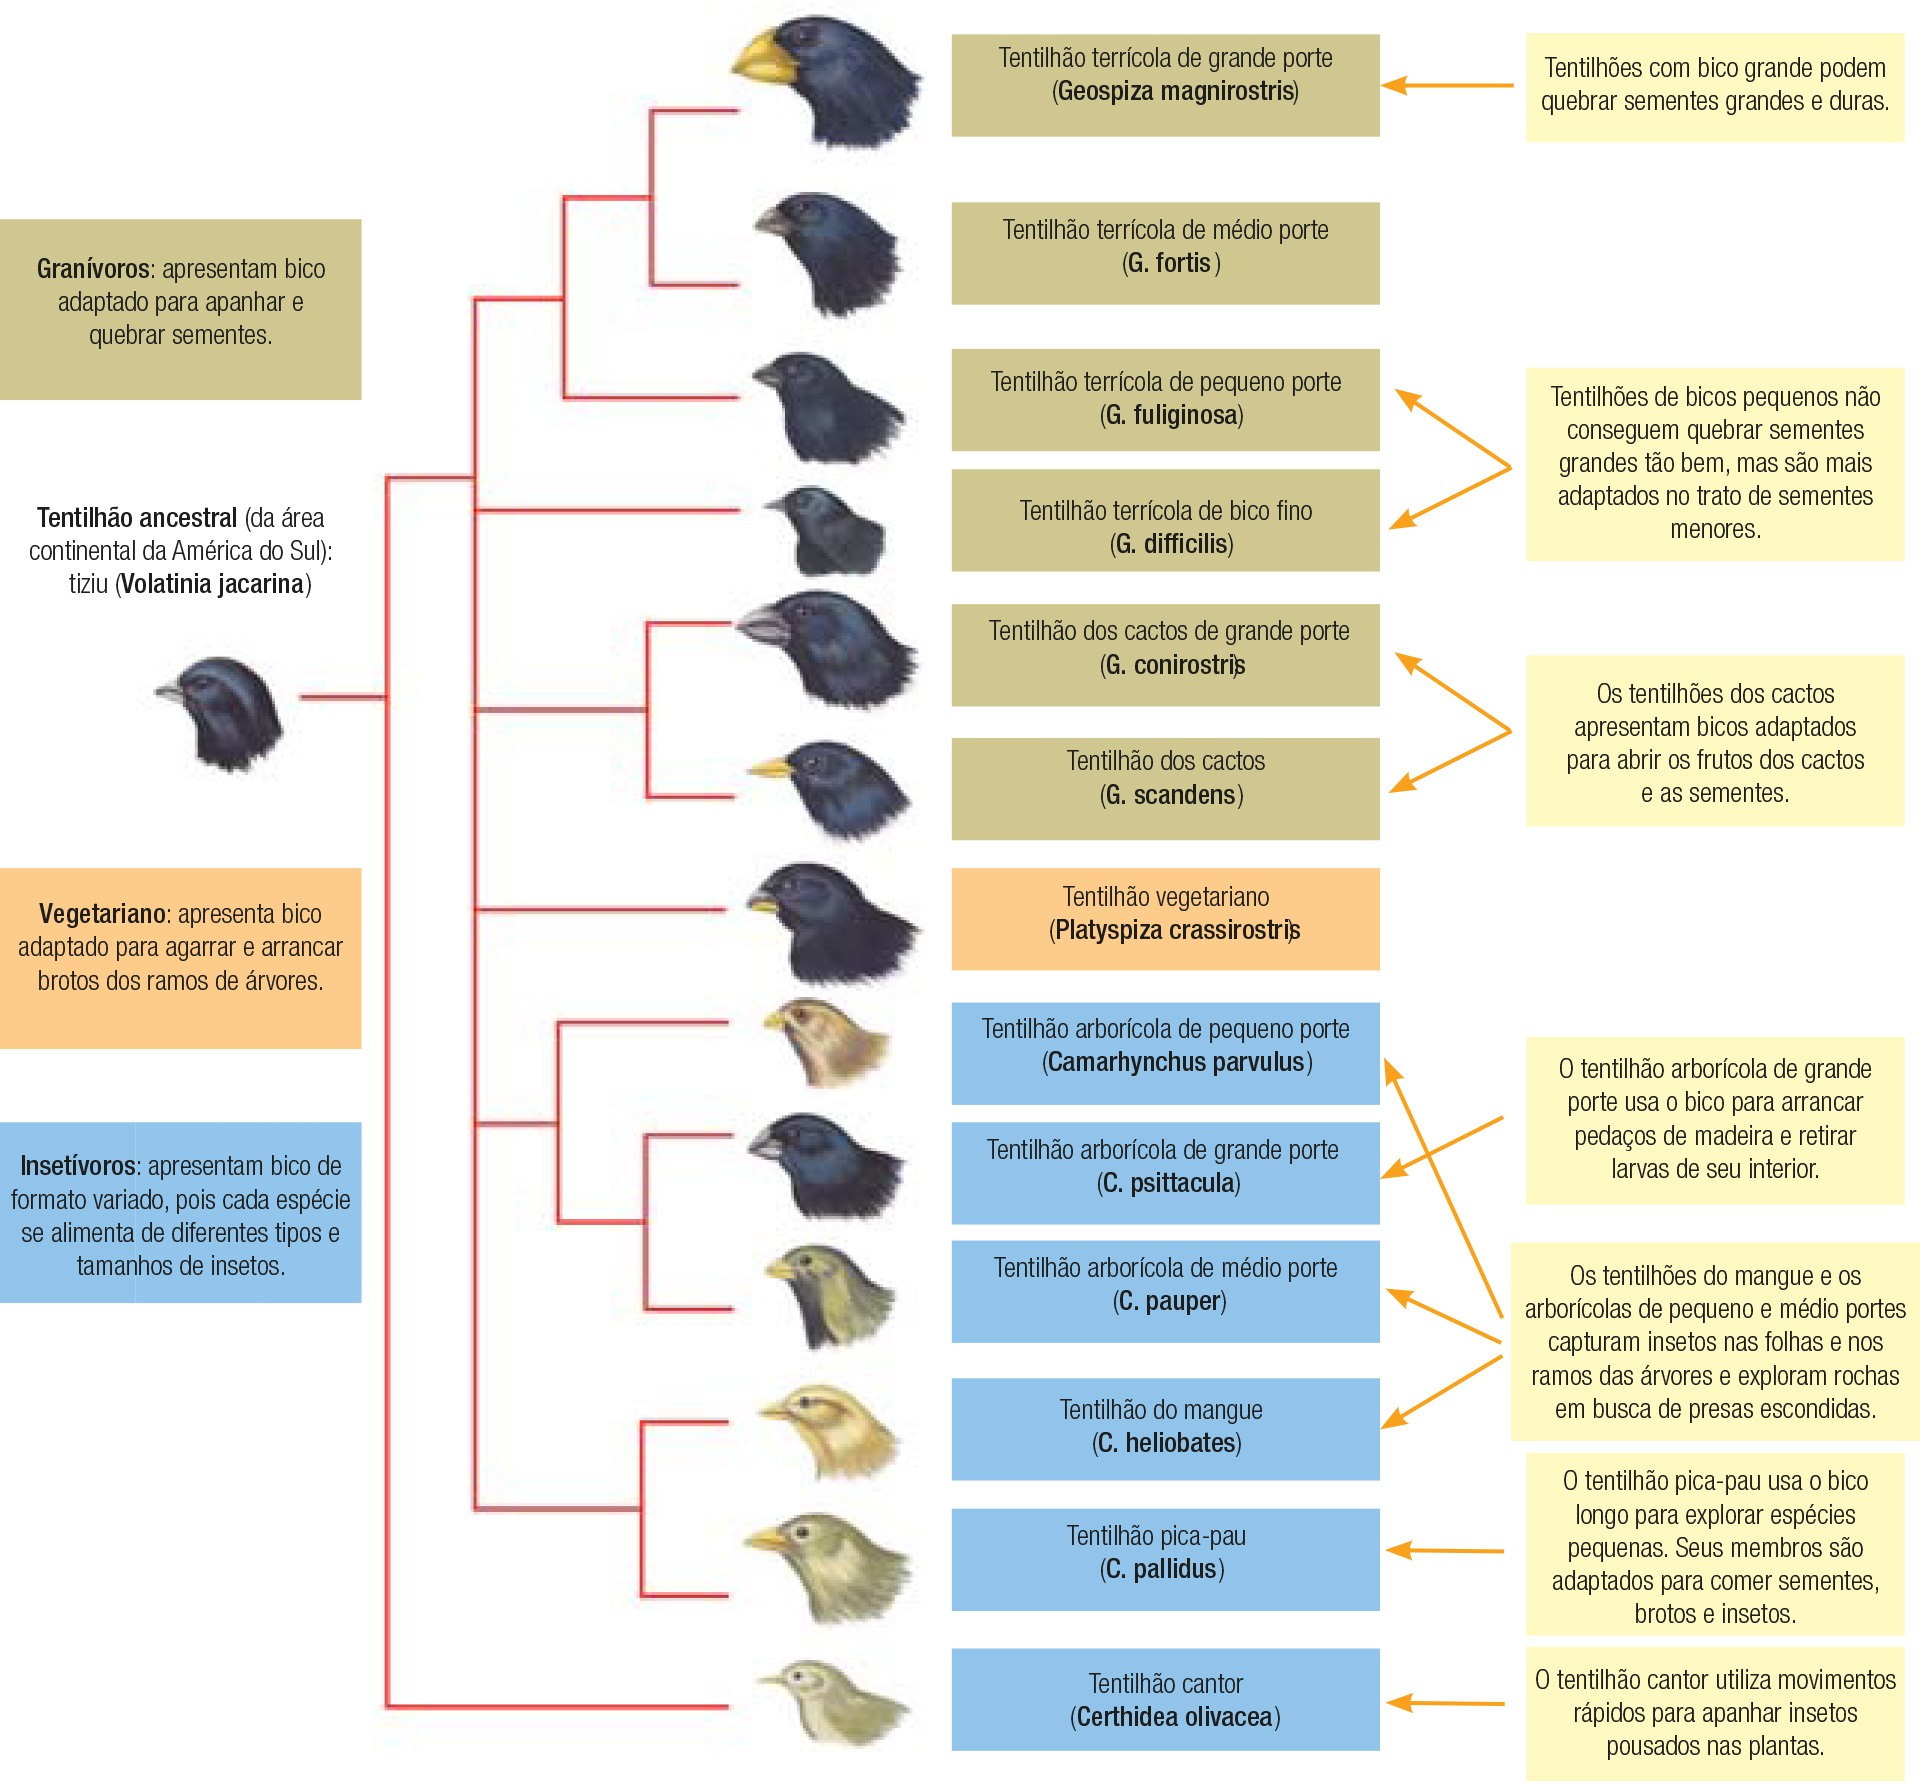 Granívoros: apresentam bico
adaptado para apanhar e
quebrar sementes.
Tentilhão ancestral (da área
continental da América do Sul):
tiziu (Volatinia jacarina)
Vegetariano: apresenta bico
adaptado para agarrar e arrancar
brotos dos ramos de árvores.
Insetívoros: apresentam bico de
formato variado, pois cada espécie
se alimenta de diferentes tipos e
tamanhos de insetos.
Tentilhão terrícola de grande porte
(Geospiza magnirostris)
Tentilhão terrícola de médio porte
(G. fortis )
Tentilhão terrícola de pequeno porte
(G. fuliginosa)
Tentilhão terrícola de bico fino
(G. difficilis)
Tentilhão dos cactos de grande porte
(G. conirostris)
Tentilhão dos cactos
(G. scandens)
Tentilhão vegetariano
(Platyspiza crassirostris)
Tentilhão arborícola de pequeno porte
(Camarhynchus parvulus)
Tentilhão arborícola de grande porte
(C. psittacula)
Tentilhão arborícola de médio porte
(C. pauper)
Tentilhão do mangue
(C. heliobates)
Tentilhão pica-pau
(C. pallidus)
Tentilhão cantor
(Certhidea olivacea)
Tentilhões com bico grande podem
quebrar sementes grandes e duras.
Tentilhões de bicos pequenos não
conseguem quebrar sementes
grandes tão bem, mas são mais
adaptados no trato de sementes
menores.
Os tentilhões dos cactos
apresentam bicos adaptados
para abrir os frutos dos cactos
e as sementes.
O tentilhão arborícola de grande
porte usa o bico para arrancar
pedaços de madeira e retirar
larvas de seu interior.
Os tentilhões do mangue e os
arborícolas de pequeno e médio portes
capturam insetos nas folhas e nos
ramos das árvores e exploram rochas
em busca de presas escondidas.
O tentilhão pica-pau usa o bico
longo para explorar espécies
pequenas. Seus membros são
adaptados para comer sementes,
brotos e insetos.
O tentilhão cantor utiliza movimentos
rápidos para apanhar insetos
pousados nas plantas.